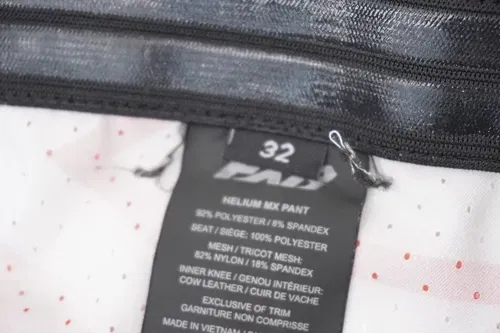 32
HELIUM MX PANT
92% POLYESTER / 8% SPANDEX
SEAT / SIÈGE: 100% POLYESTER
MESH / TRICOT MESH:
82% NYLON / 18% SPANDEX
INNER KNEE / GENOU INTÉRIEUR:
COW LEATHER / CUIR DE VACHE
EXCLUSIVE OF TRIM
GARNITURE NON COMPRISE
MADE IN VIETNAM